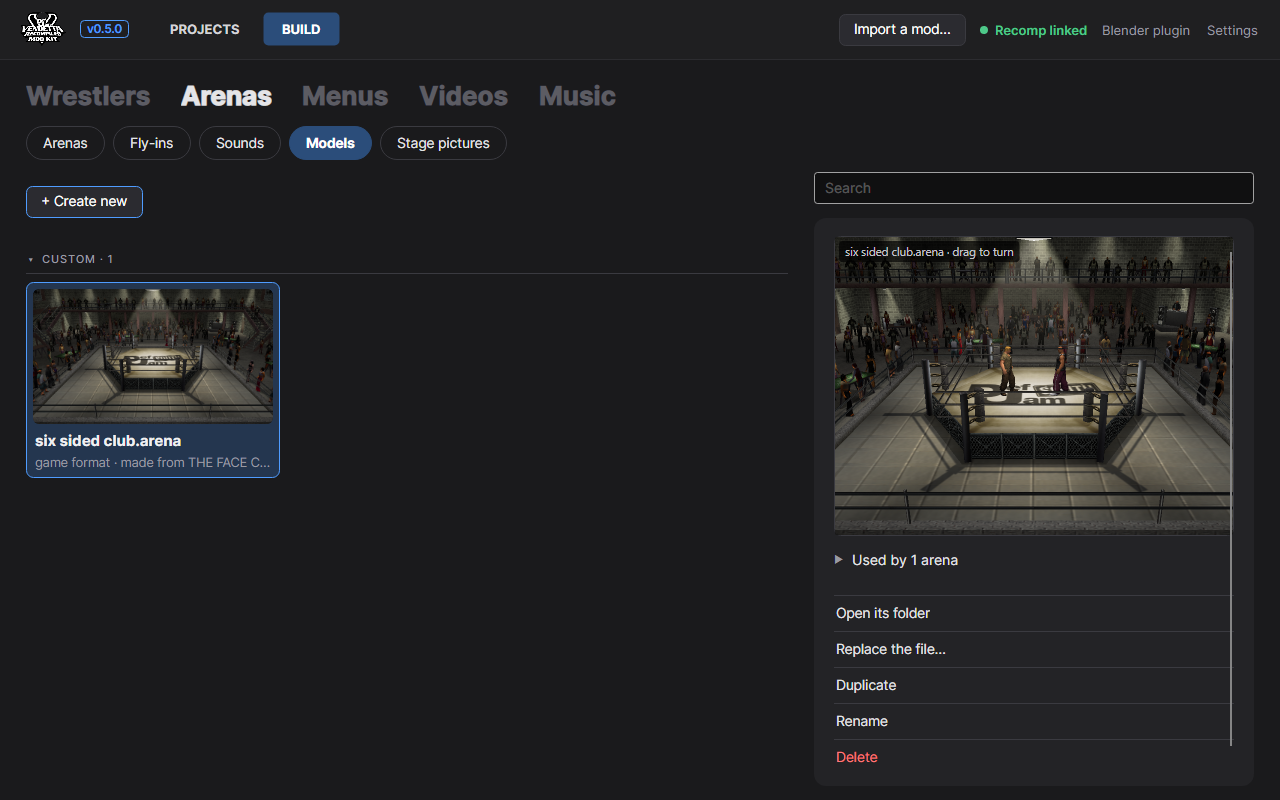 VENDETTA
MOD KIT
v0.5.0
PROJECTS
BUILD
Import a mod...
Recomp linked
Blender plugin
Settings
Wrestlers
Arenas
Menus
Videos
Music
Arenas
Fly-ins
Sounds
Models
Stage pictures
+ Create new
Search
CUSTOM · 1
six sided club.arena
game format · made from THE FACE C...
six sided club.arena · drag to turn
Used by 1 arena
Open its folder
Replace the file...
Duplicate
Rename
Delete